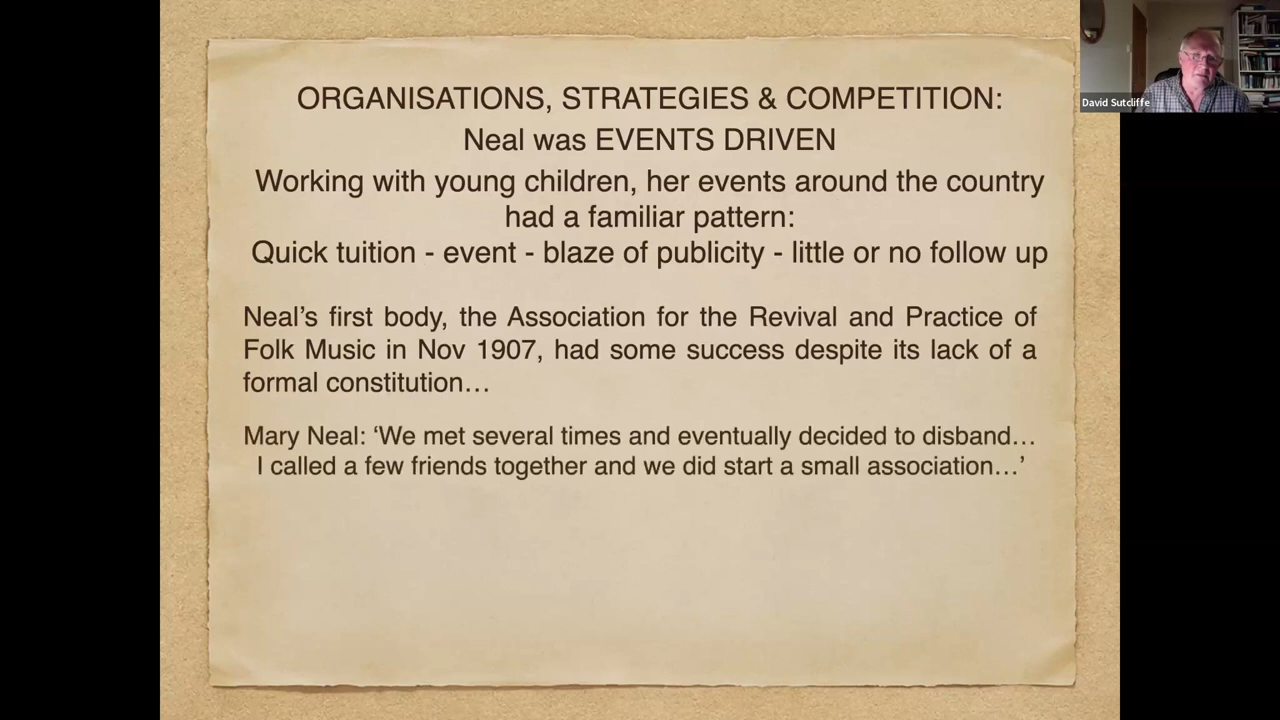 ORGANISATIONS, STRATEGIES & COMPETITION:
Neal was EVENTS DRIVEN
Working with young children, her events around the country
had a familiar pattern:
Quick tuition - event - blaze of publicity - little or no follow up
Neal’s first body, the Association for the Revival and Practice of
Folk Music in Nov 1907, had some success despite its lack of a
formal constitution…
Mary Neal: ‘We met several times and eventually decided to disband…
I called a few friends together and we did start a small association…’
David Sutcliffe